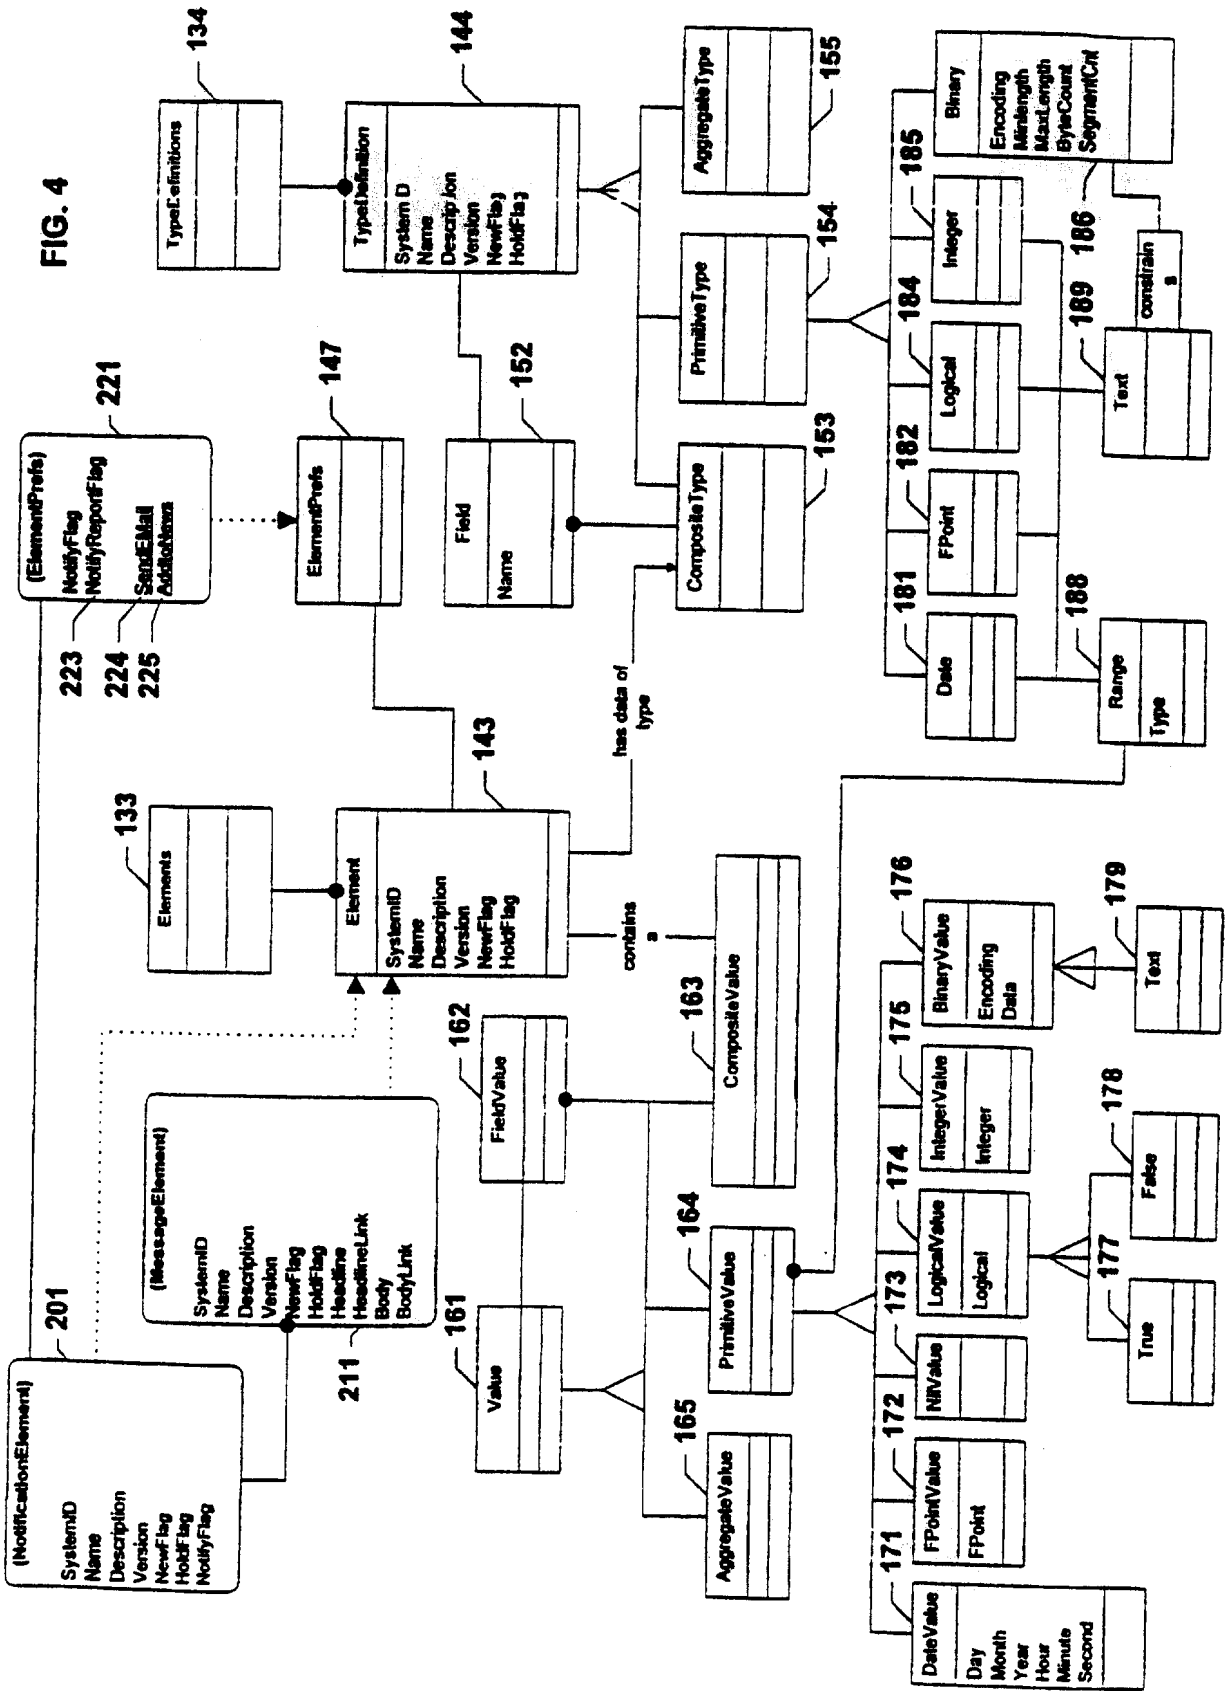 FIG. 4
(NotificationElement)
SystemID
Name
Description
Version
NewFlag
HoldFlag
NotifyFlag
201
(MessageElement)
SystemID
Name
Description
Version
NewFlag
HoldFlag
Headline
HeadlineLink
Body
BodyLink
211
Elements
133
Element
SystemID
Name
Description
Version
NewFlag
HoldFlag
143
(ElementPrefs)
NotifyFlag
NotifyReportFlag
SendEMail
AddtoNews
221
223
224
225
ElementPrefs
147
TypeDefinitions
134
TypeDefinition
SystemID
Name
Description
Version
NewFlag
HoldFlag
144
Field
Name
152
has data of
type
contains
a
Value
161
FieldValue
162
AggregateValue
165
PrimitiveValue
164
CompositeValue
163
CompositeType
153
PrimitiveType
154
AggregateType
155
DateValue
Day
Month
Year
Hour
Minute
Second
171
FPointValue
FPoint
172
NilValue
173
LogicalValue
Logical
174
IntegerValue
Integer
175
BinaryValue
Encoding
Data
176
True
177
False
178
Text
179
Date
181
FPoint
182
Logical
184
Integer
185
Binary
Encoding
Minlength
MaxLength
ByteCount
SegmentCnt
186
Range
Type
188
Text
189
constrain
s